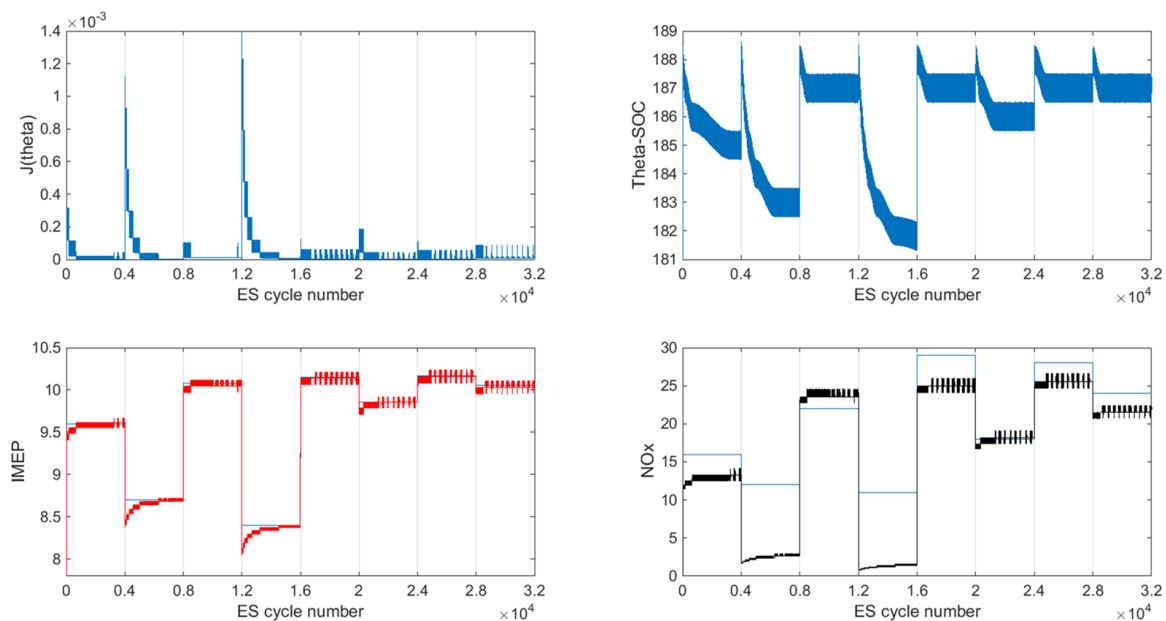 ×10⁻³
1.4
1.2
1
0.8
0.6
0.4
0.2
0
J(theta)
0 0.4 0.8 1.2 1.6 2 2.4 2.8 3.2
ES cycle number
×10⁴
189
188
187
186
185
184
183
182
181
Theta-SOC
0 0.4 0.8 1.2 1.6 2 2.4 2.8 3.2
ES cycle number
×10⁴
10.5
10
9.5
9
8.5
8
IMEP
0 0.4 0.8 1.2 1.6 2 2.4 2.8 3.2
ES cycle number
×10⁴
30
25
20
15
10
5
0
NOx
0 0.4 0.8 1.2 1.6 2 2.4 2.8 3.2
ES cycle number
×10⁴